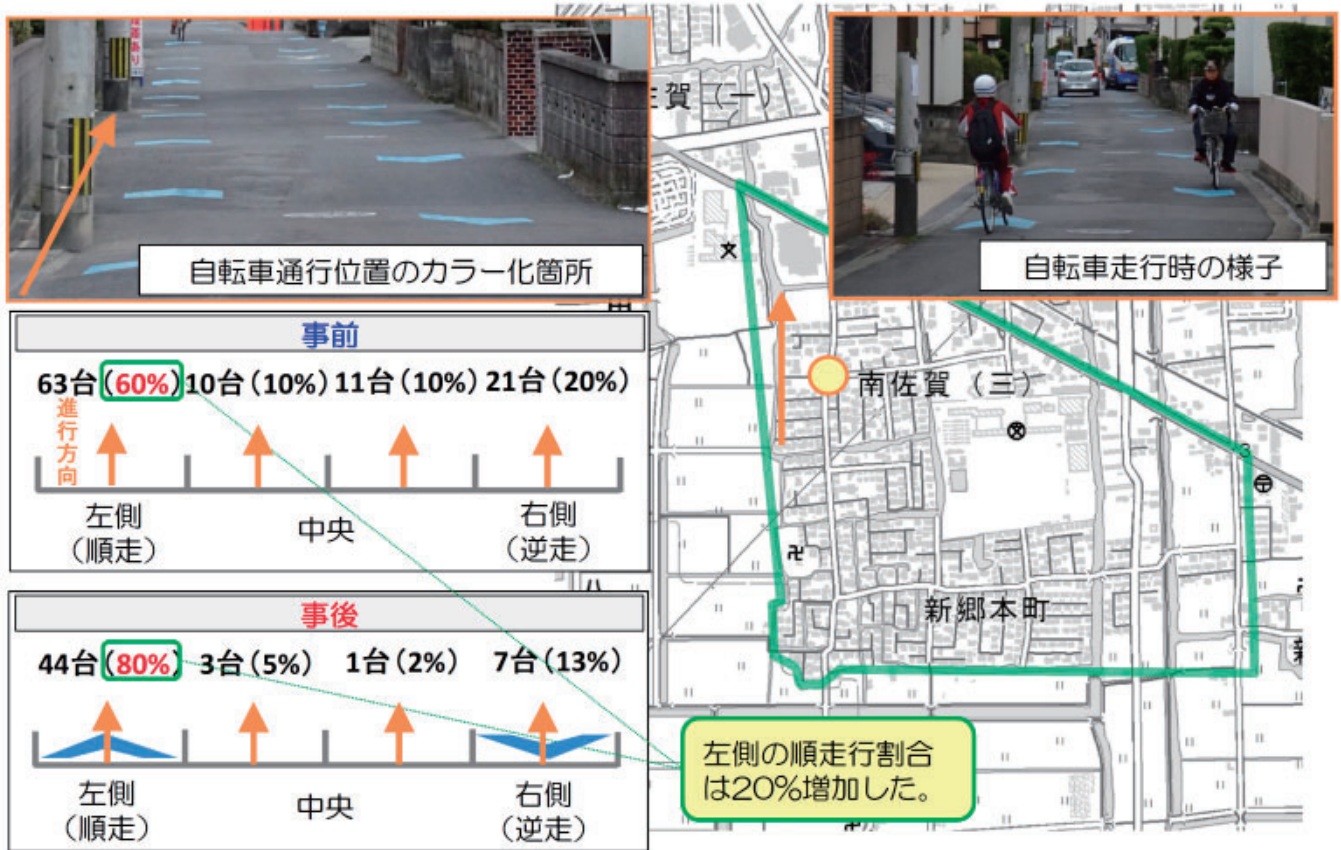 自転車通行位置のカラー化箇所
自転車走行時の様子
佐賀（一）
南佐賀（三）
新郷本町
事前
63台(60%) 10台(10%) 11台(10%) 21台(20%)
進行方向
左側
（順走）
中央
右側
（逆走）
事後
44台(80%) 3台(5%) 1台(2%) 7台(13%)
左側
（順走）
中央
右側
（逆走）
左側の順走行割合
は20%増加した。